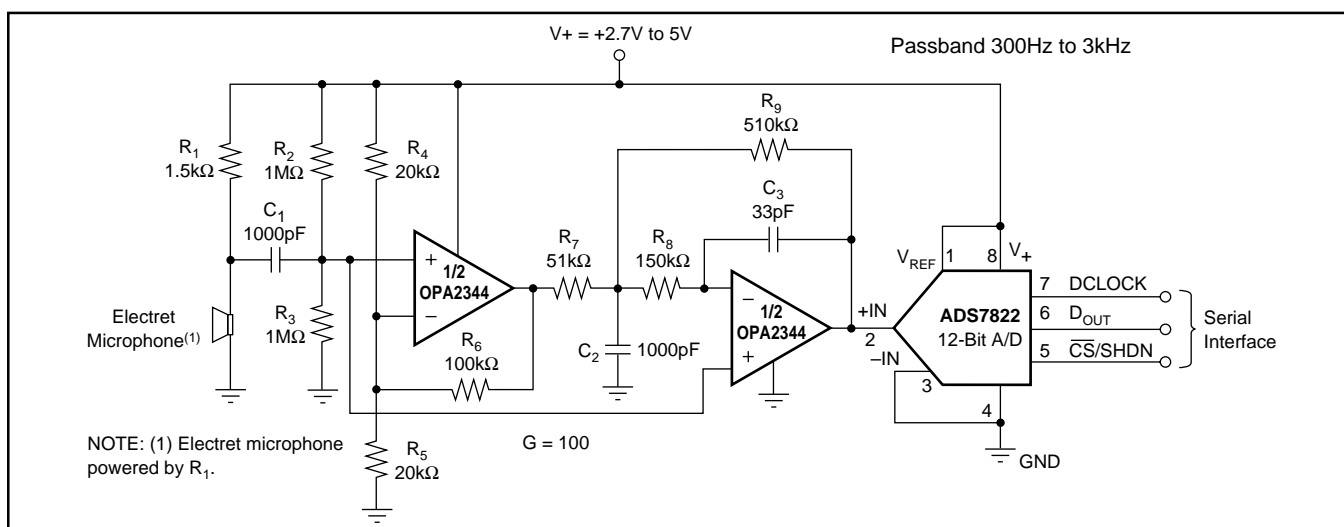 V+ = +2.7V to 5V
Passband 300Hz to 3kHz
R1
1.5kΩ
R2
1MΩ
R4
20kΩ
R9
510kΩ
C3
33pF
C1
1000pF
R7
51kΩ
R8
150kΩ
+
1/2
OPA2344
−
−
1/2
OPA2344
+
VREF
1
8
V+
7
DCLOCK
ADS7822
12-Bit A/D
6
DOUT
5
CS/SHDN
Serial
Interface
+IN
2
−IN
3
4
Electret
Microphone(1)
R3
1MΩ
R6
100kΩ
C2
1000pF
G = 100
R5
20kΩ
GND
NOTE: (1) Electret microphone
powered by R1.